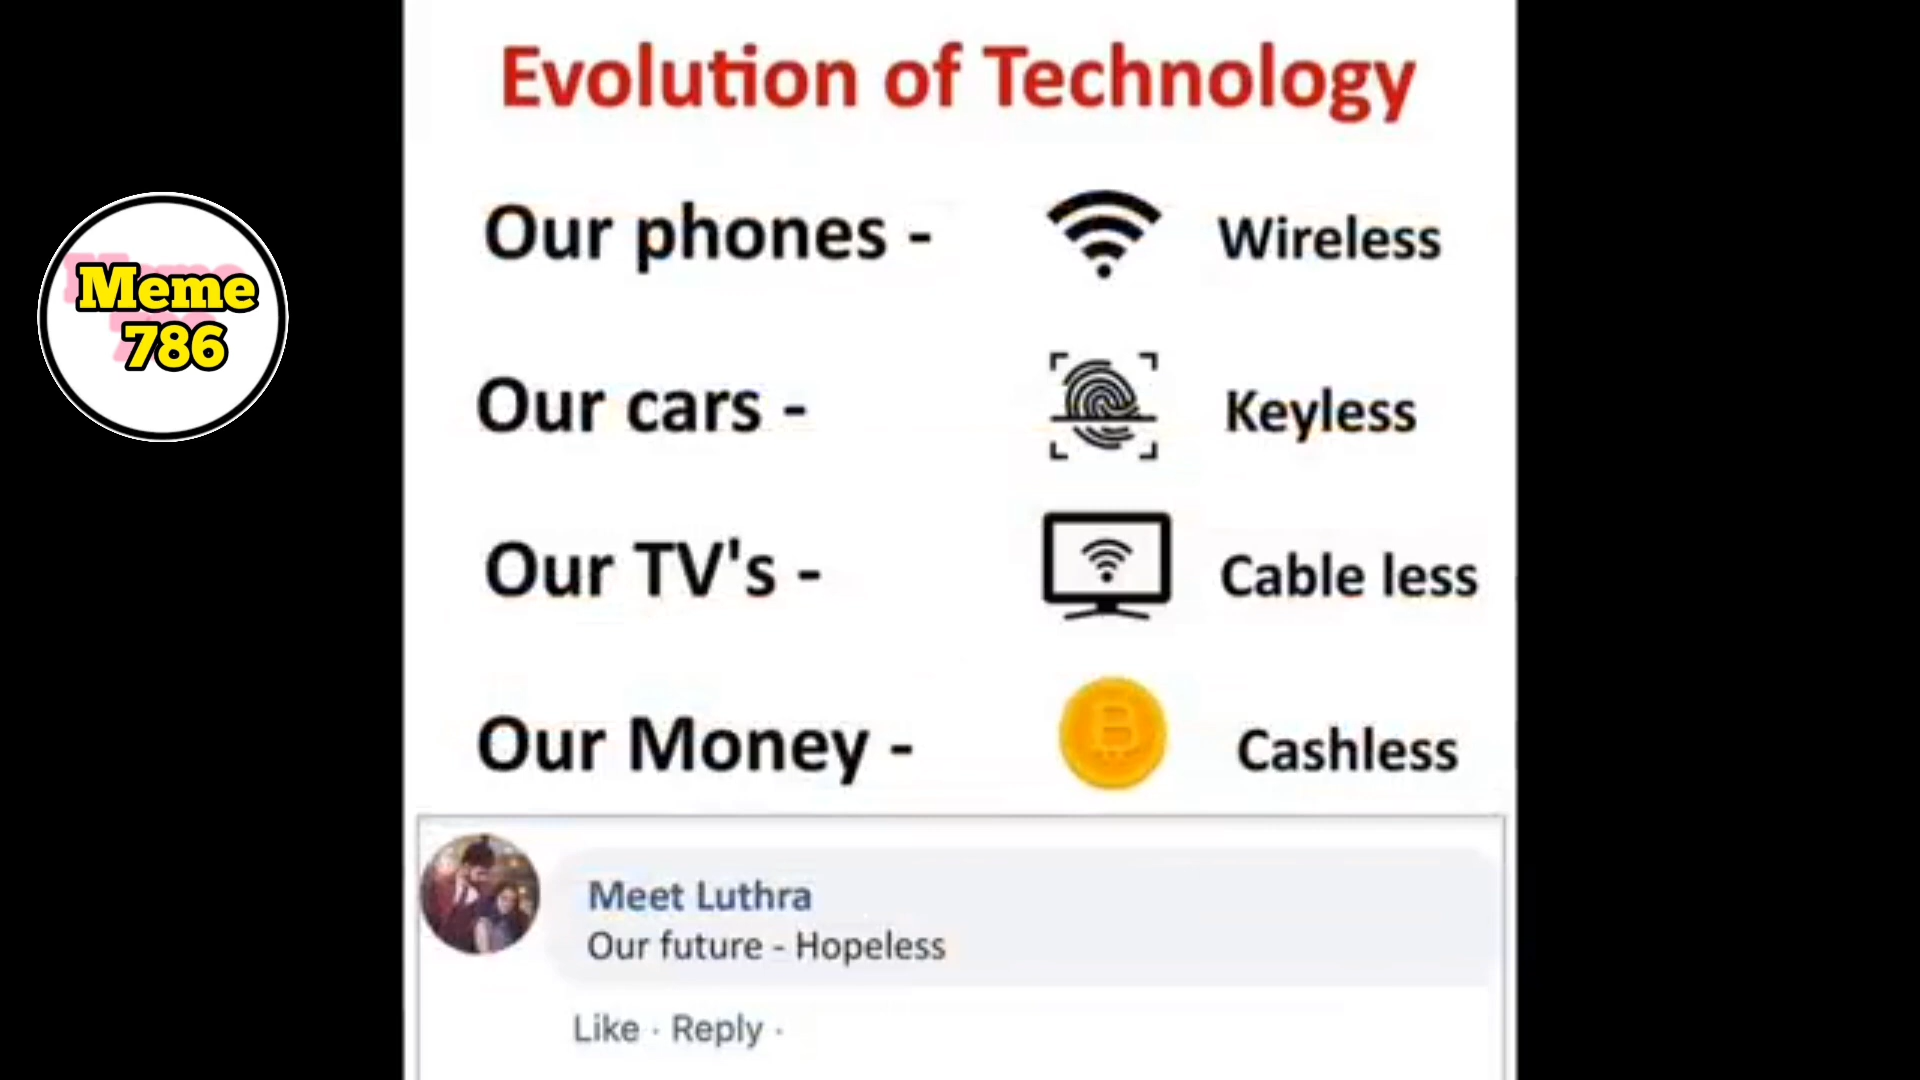 Evolution of Technology
Meme
786
Our phones - Wireless
Our cars - Keyless
Our TV's - Cable less
Our Money - B Cashless
Meet Luthra
Our future - Hopeless
Like · Reply ·